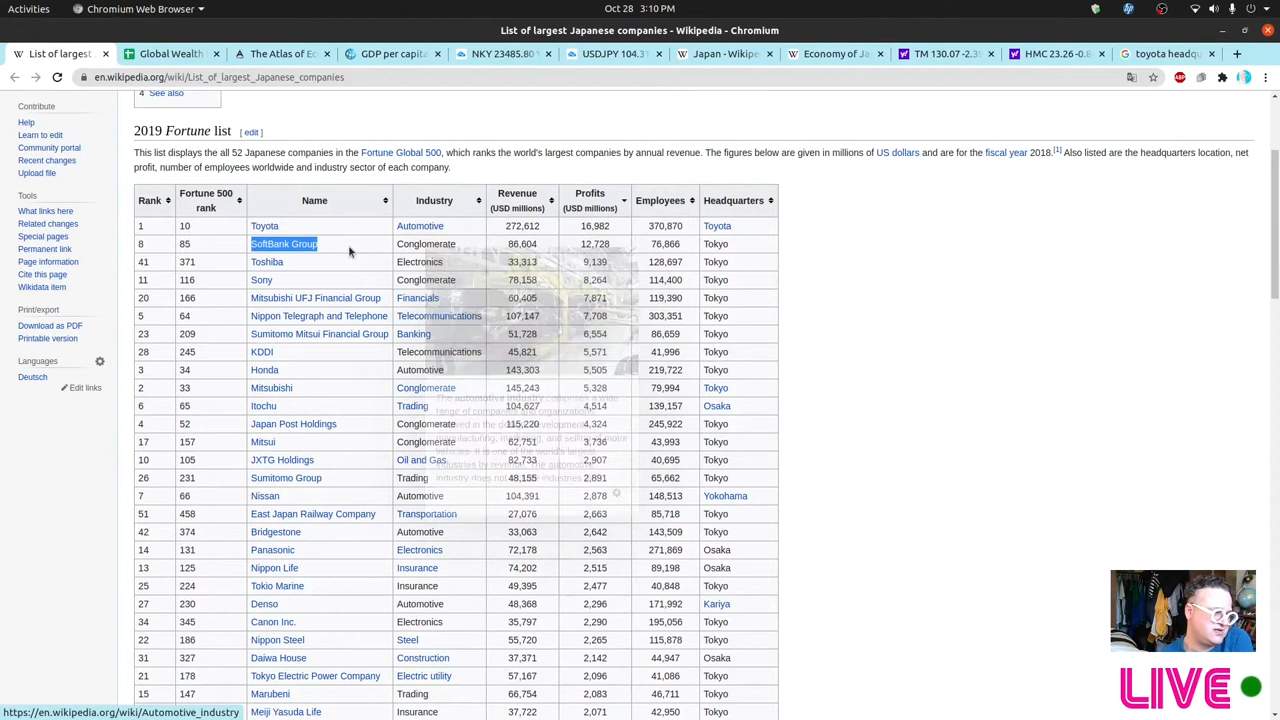 Activities Chromium Web Browser Oct 28 3:10 PM
List of largest Japanese companies - Wikipedia - Chromium
List of largest Global Wealth The Atlas of Ec GDP per capita NKY 23485.80 USDJPY 104.31 Japan - Wikipe Economy of Ja TM 130.07 -2.39 HMC 23.26 -0.8 toyota headqu
en.wikipedia.org/wiki/List_of_largest_Japanese_companies
Contribute
Help
Learn to edit
Community portal
Recent changes
Upload file
Tools
What links here
Related changes
Special pages
Permanent link
Page information
Cite this page
Wikidata item
Print/export
Download as PDF
Printable version
Languages
Deutsch
Edit links
4 See also
2019 Fortune list [ edit ]
This list displays the all 52 Japanese companies in the Fortune Global 500, which ranks the world's largest companies by annual revenue. The figures below are given in millions of US dollars and are for the fiscal year 2018.[1] Also listed are the headquarters location, net
profit, number of employees worldwide and industry sector of each company.
Rank Fortune 500 rank Name Industry Revenue (USD millions) Profits (USD millions) Employees Headquarters
1 10 Toyota Automotive 272,612 16,982 370,870 Toyota
8 85 SoftBank Group Conglomerate 86,604 12,728 76,866 Tokyo
41 371 Toshiba Electronics 33,313 9,139 128,697 Tokyo
11 116 Sony Conglomerate 78,158 8,264 114,400 Tokyo
20 166 Mitsubishi UFJ Financial Group Financials 60,405 7,871 119,390 Tokyo
5 64 Nippon Telegraph and Telephone Telecommunications 107,147 7,708 303,351 Tokyo
23 209 Sumitomo Mitsui Financial Group Banking 51,728 6,554 86,659 Tokyo
28 245 KDDI Telecommunications 45,821 5,571 41,996 Tokyo
3 34 Honda Automotive 143,303 5,505 219,722 Tokyo
2 33 Mitsubishi Conglomerate 145,243 5,328 79,994 Tokyo
6 65 Itochu Trading 104,627 4,514 139,157 Osaka
4 52 Japan Post Holdings Conglomerate 115,220 4,324 245,922 Tokyo
17 157 Mitsui Conglomerate 62,751 3,736 43,993 Tokyo
10 105 JXTG Holdings Oil and Gas 82,733 2,907 40,695 Tokyo
26 231 Sumitomo Group Trading 48,155 2,891 65,662 Tokyo
7 66 Nissan Automotive 104,391 2,878 148,513 Yokohama
51 458 East Japan Railway Company Transportation 27,076 2,663 85,718 Tokyo
42 374 Bridgestone Automotive 33,063 2,642 143,509 Tokyo
14 131 Panasonic Electronics 72,178 2,563 271,869 Osaka
13 125 Nippon Life Insurance 74,202 2,515 89,198 Osaka
25 224 Tokio Marine Insurance 49,395 2,477 40,848 Tokyo
27 230 Denso Automotive 48,368 2,296 171,992 Kariya
34 345 Canon Inc. Electronics 35,797 2,290 195,056 Tokyo
22 186 Nippon Steel Steel 55,720 2,265 115,878 Tokyo
31 327 Daiwa House Construction 37,371 2,142 44,947 Osaka
21 178 Tokyo Electric Power Company Electric utility 57,167 2,096 41,086 Tokyo
15 147 Marubeni Trading 66,754 2,083 46,711 Tokyo
Meiji Yasuda Life Insurance 37,722 2,071 42,950 Tokyo
The automotive industry comprises a wide
range of companies and organizations
industry does not
https://en.wikipedia.org/wiki/Automotive_industry
LIVE